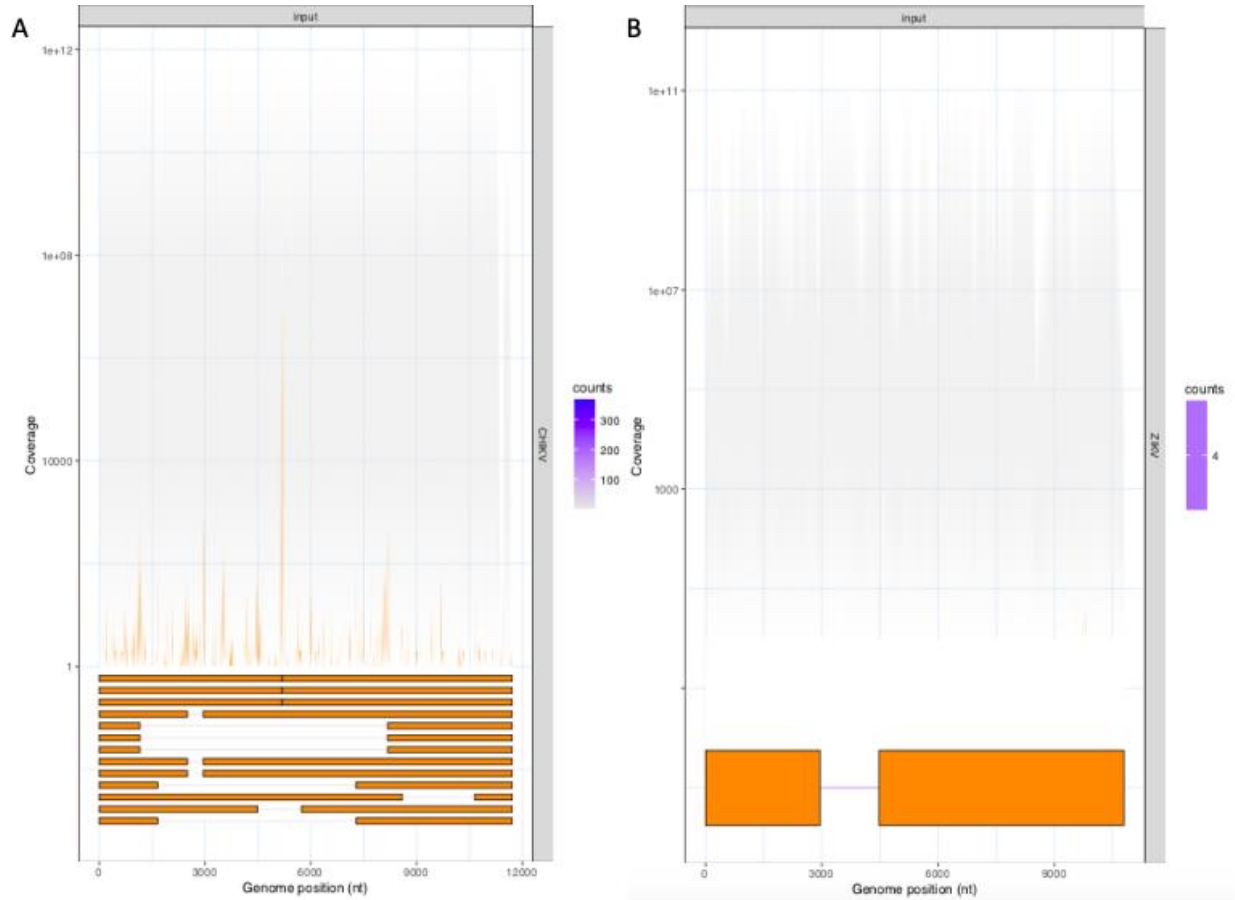 A
input
1e+12
1e+08
10000
1
Coverage
0 3000 6000 9000 12000
Genome position (nt)
CHIKV
counts
300
200
100
B
input
1e+11
1e+07
1000
Coverage
0 3000 6000 9000
Genome position (nt)
ZIKV
counts
4